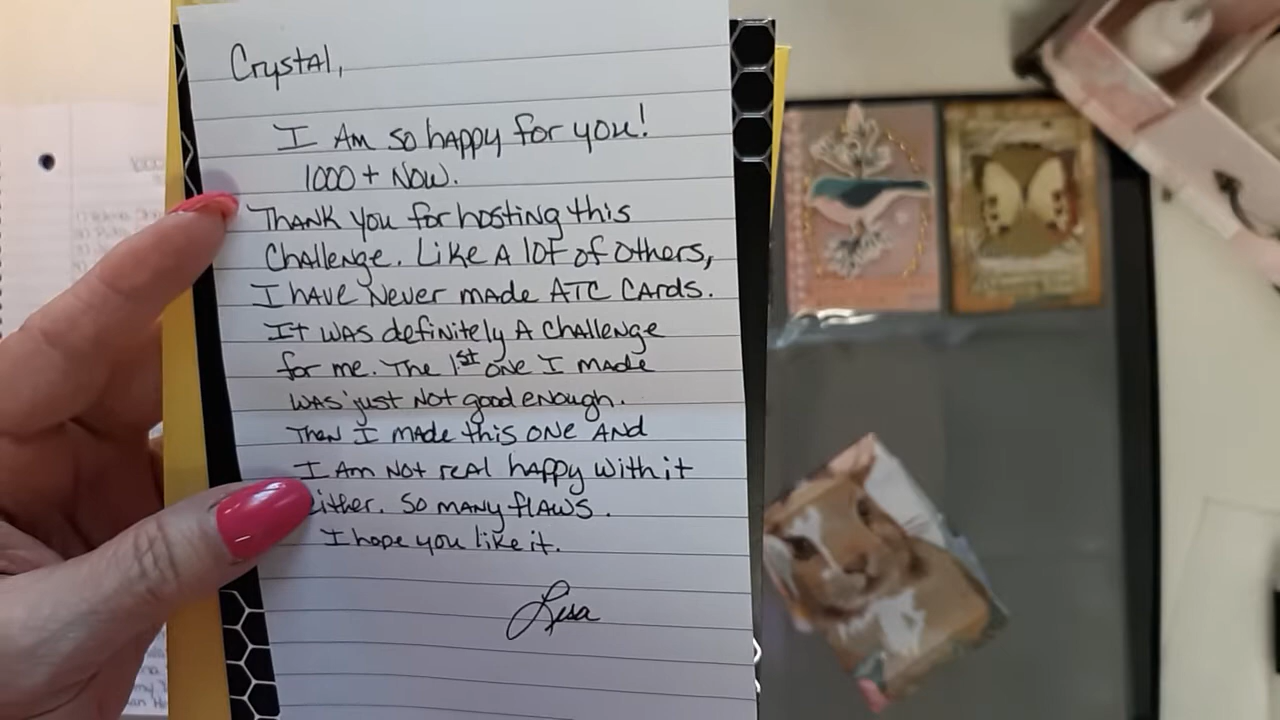 Crystal,
I Am so happy for you!
1000+ Now.
Thank you for hosting this
Challenge. Like A lot of others,
I have Never made ATC Cards.
It was definitely A challenge
for me. The 1st one I made
was just Not good enough.
Then I made this one And
I Am Not real happy with it
either. So many flaws.
I hope you like it.
Lisa